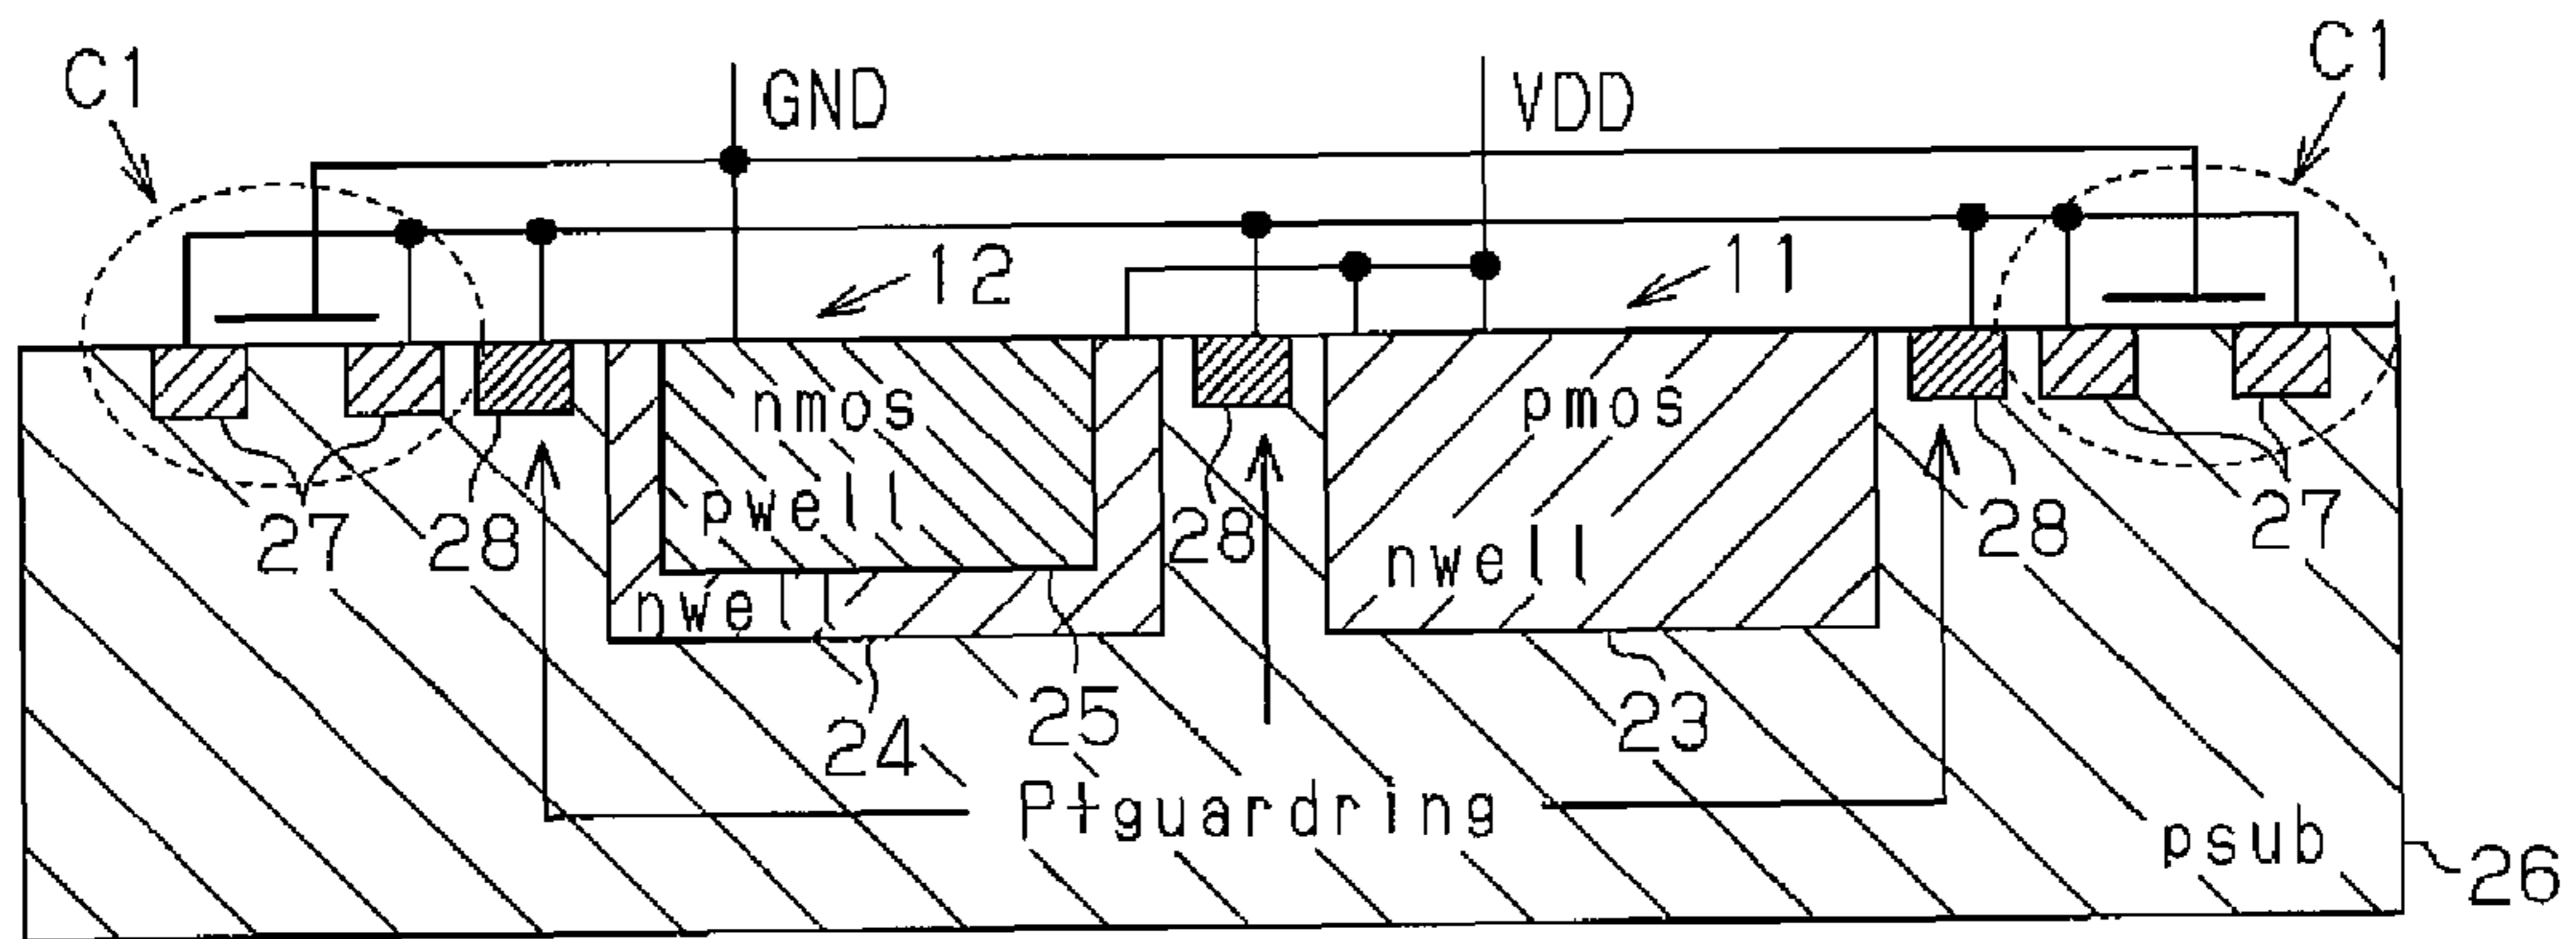 C1
GND
VDD
C1
12
11
nmos
pwell
nwell
pmos
nwell
27
28
28
28
27
24
25
23
P+guardring
psub
26